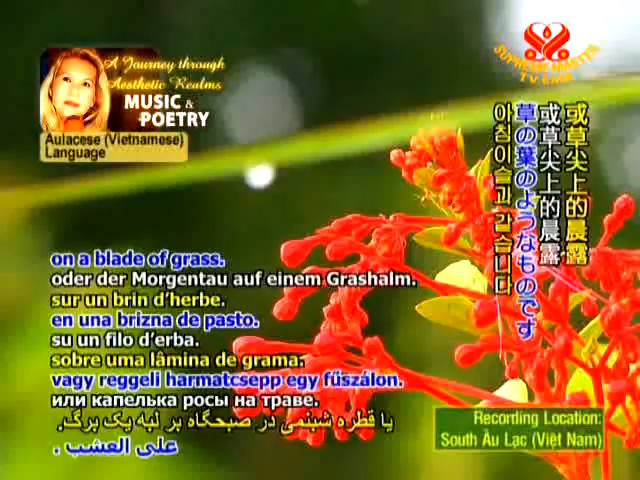 A Journey through
Aesthetic Realms
MUSIC &
POETRY
Aulacese (Vietnamese)
Language
SUPREME MASTER
TV.COM
或草尖上的晨露
或草尖上的晨露
草の葉のようなものです
아침이슬과 같습니다
on a blade of grass.
oder der Morgentau auf einem Grashalm.
sur un brin d'herbe.
en una brizna de pasto.
su un filo d'erba.
sobre uma lâmina de grama.
vagy reggeli harmatcsepp egy fűszálon.
или капелька росы на траве.
یا قطره شبنمی در صبحگاه بر لبه یک برگ.
على العشب .
Recording Location:
South Âu Lạc (Việt Nam)